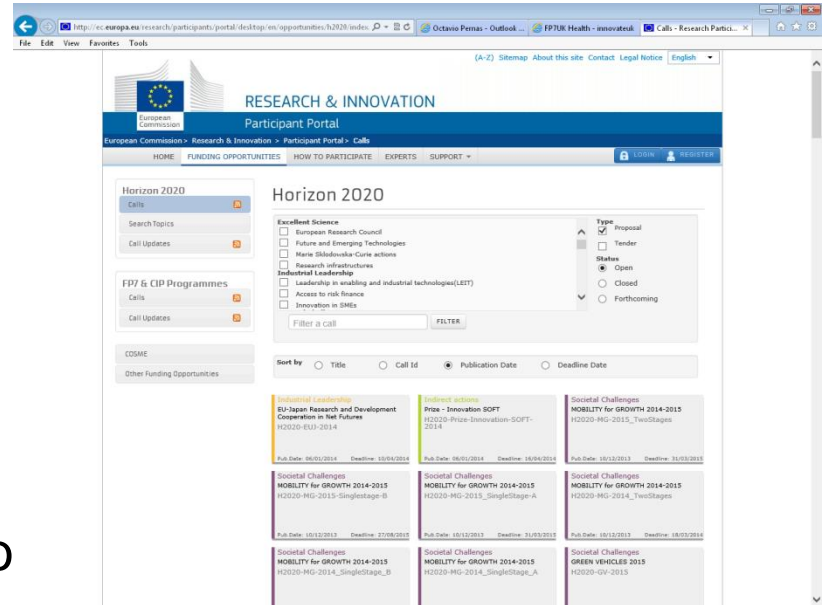 http://ec.europa.eu/research/participants/portal/desktop/en/opportunities/h2020/index.
Octavio Pernas - Outlook ...
FP7UK Health - innovateuk
Calls - Research Partici...
File Edit View Favorites Tools
(A-Z) Sitemap About this site Contact Legal Notice English
RESEARCH & INNOVATION
European
Commission
Participant Portal
European Commission > Research & Innovation > Participant Portal > Calls
HOME FUNDING OPPORTUNITIES HOW TO PARTICIPATE EXPERTS SUPPORT LOGIN REGISTER
Horizon 2020
Calls
Search Topics
Call Updates
FP7 & CIP Programmes
Calls
Call Updates
COSME
Other Funding Opportunities
Horizon 2020
Excellent Science
European Research Council
Future and Emerging Technologies
Marie Sklodowska-Curie actions
Research infrastructures
Industrial Leadership
Leadership in enabling and industrial technologies(LEIT)
Access to risk finance
Innovation in SMEs
Type
Proposal
Tender
Status
Open
Closed
Forthcoming
Filter a call FILTER
Sort by Title Call Id Publication Date Deadline Date
Industrial Leadership
EU-Japan Research and Development
Cooperation in Net Futures
H2020-EUJ-2014
Pub.Date: 06/01/2014 Deadline: 10/04/2014
Indirect actions
Prize - Innovation SOFT
H2020-Prize-Innovation-SOFT-
2014
Pub.Date: 06/01/2014 Deadline: 16/04/2014
Societal Challenges
MOBILITY for GROWTH 2014-2015
H2020-MG-2015_TwoStages
Pub.Date: 10/12/2013 Deadline: 31/03/2015
Societal Challenges
MOBILITY for GROWTH 2014-2015
H2020-MG-2015-Singlestage-B
Pub.Date: 10/12/2013 Deadline: 27/08/2015
Societal Challenges
MOBILITY for GROWTH 2014-2015
H2020-MG-2015_SingleStage-A
Pub.Date: 10/12/2013 Deadline: 31/03/2015
Societal Challenges
MOBILITY for GROWTH 2014-2015
H2020-MG-2014_TwoStages
Pub.Date: 10/12/2013 Deadline: 18/03/2014
Societal Challenges
MOBILITY for GROWTH 2014-2015
H2020-MG-2014_SingleStage_B
Societal Challenges
MOBILITY for GROWTH 2014-2015
H2020-MG-2014_SingleStage_A
Societal Challenges
GREEN VEHICLES 2015
H2020-GV-2015